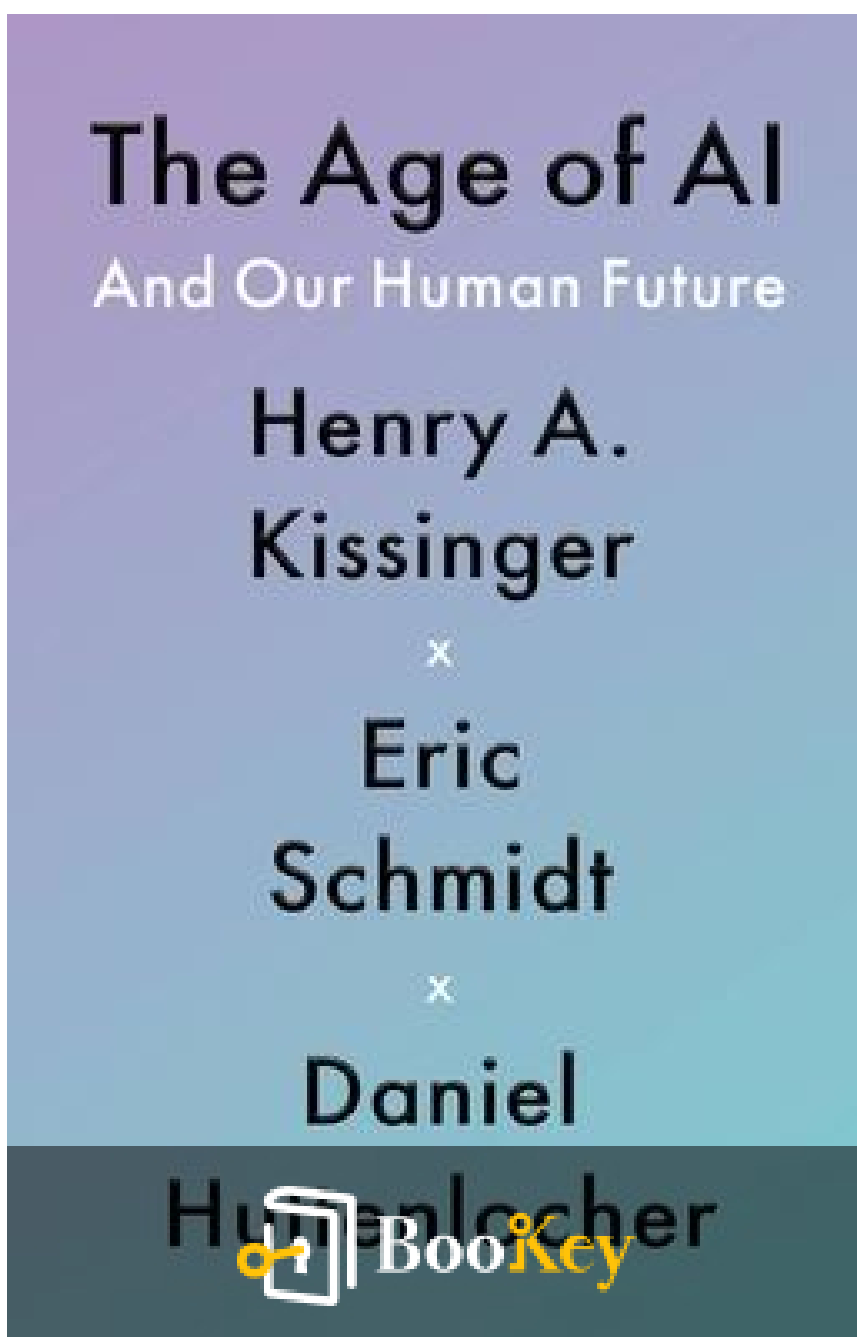 The Age of AI
And Our Human Future
Henry A.
Kissinger
x
Eric
Schmidt
x
Daniel
BooKey